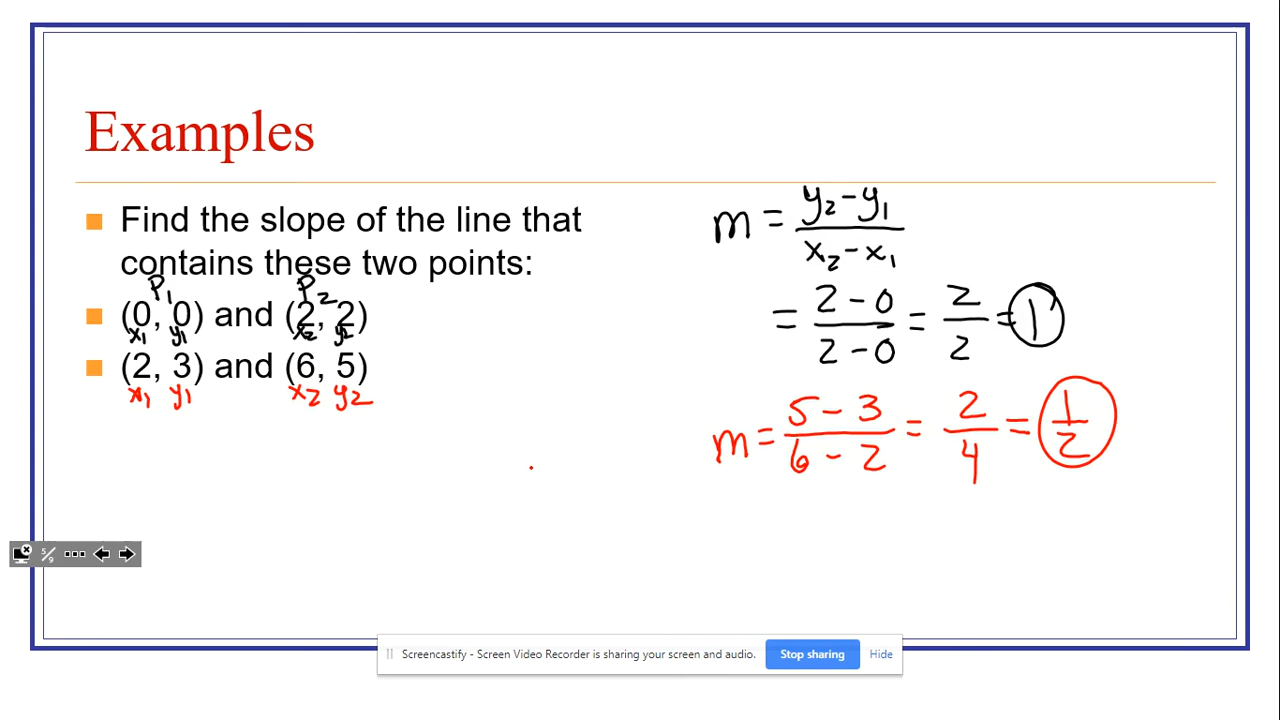 Examples
Find the slope of the line that
contains these two points:
P₁ P₂
(0, 0) and (2, 2)
x₁ y₁ x₂ y₂
(2, 3) and (6, 5)
x₁ y₁ x₂ y₂
m = (y₂ - y₁)/(x₂ - x₁)
= (2 - 0)/(2 - 0) = 2/2 = 1
m = (5 - 3)/(6 - 2) = 2/4 = 1/2
5/9
Screencastify - Screen Video Recorder is sharing your screen and audio. Stop sharing Hide